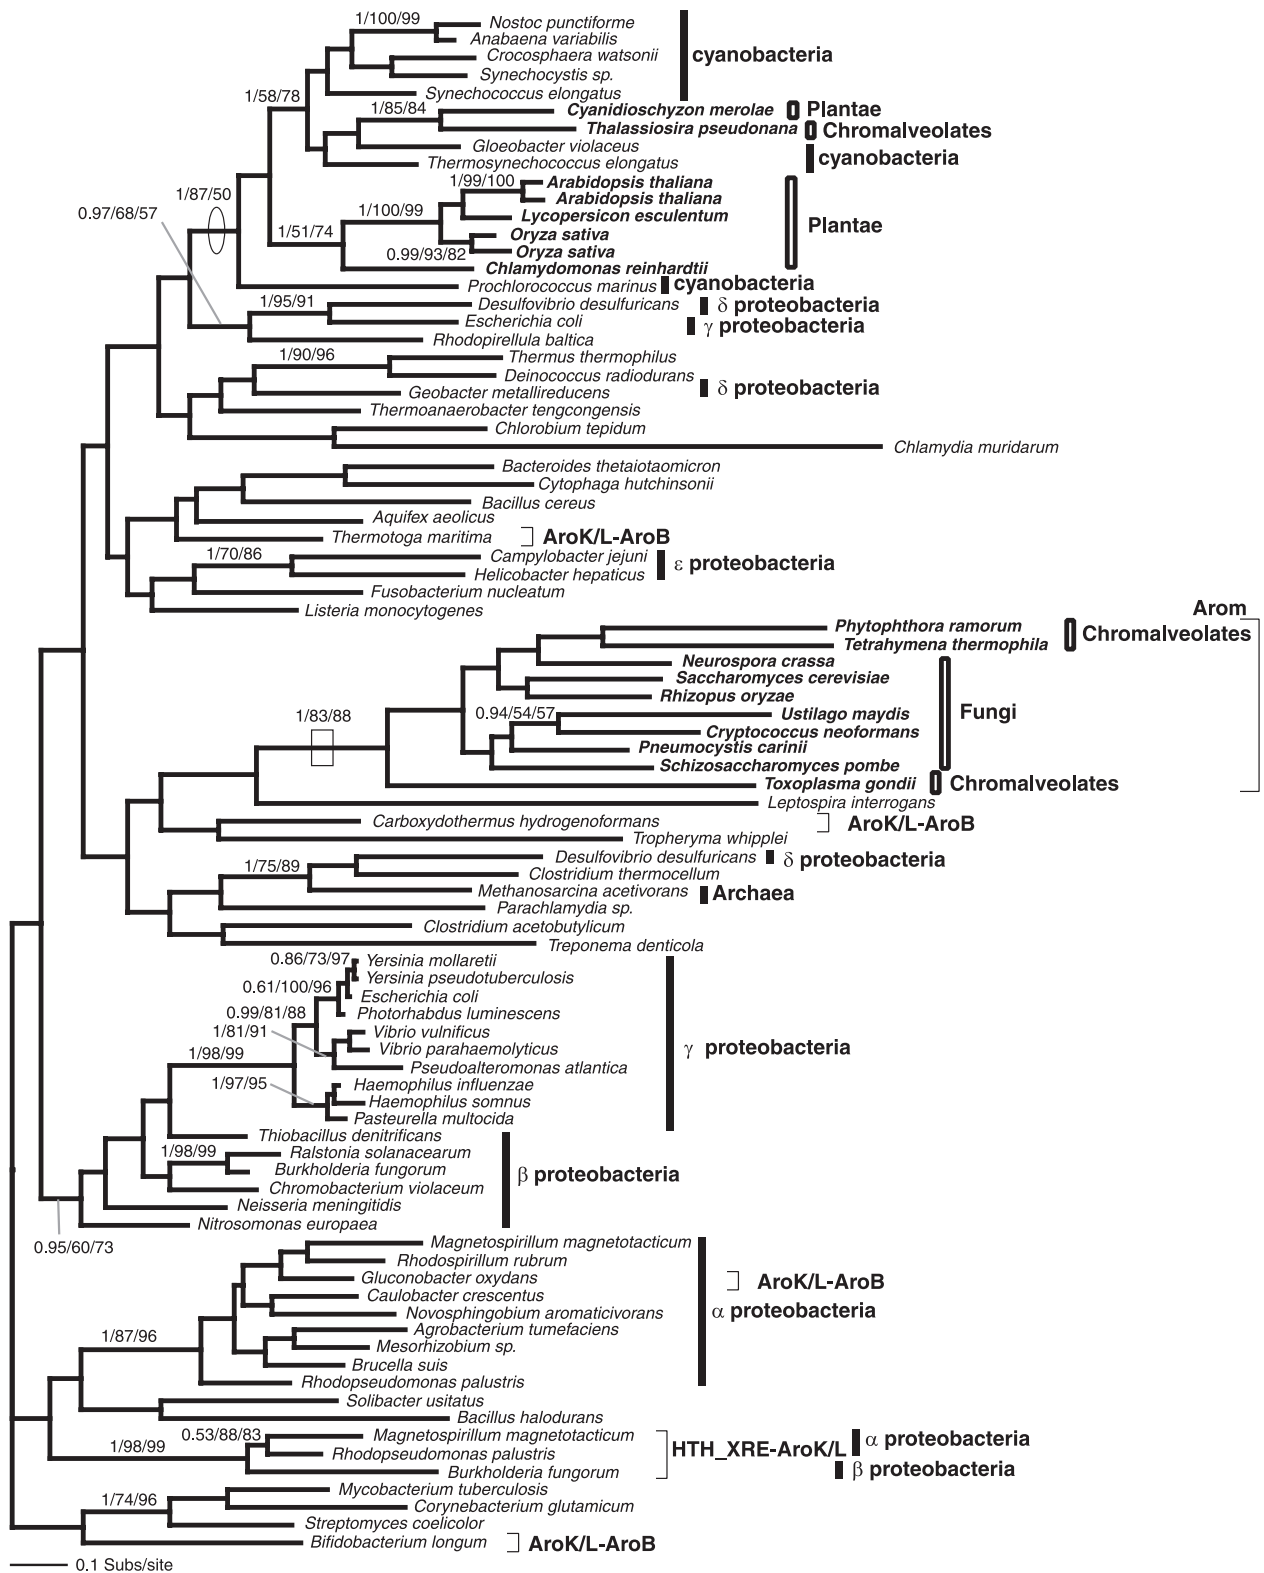 1/100/99
Nostoc punctiforme
Anabaena variabilis
Crocosphaera watsonii
cyanobacteria
Synechocystis sp.
1/58/78
Synechococcus elongatus
1/85/84
Cyanidioschyzon merolae
Plantae
Thalassiosira pseudonana
Chromalveolates
Gloeobacter violaceus
Thermosynechococcus elongatus
cyanobacteria
1/99/100
Arabidopsis thaliana
1/87/50
Arabidopsis thaliana
0.97/68/57
1/100/99
Lycopersicon esculentum
Plantae
1/51/74
Oryza sativa
0.99/93/82
Oryza sativa
Chlamydomonas reinhardtii
Prochlorococcus marinus
cyanobacteria
1/95/91
Desulfovibrio desulfuricans
δ proteobacteria
Escherichia coli
γ proteobacteria
Rhodopirellula baltica
1/90/96
Thermus thermophilus
Deinococcus radiodurans
δ proteobacteria
Geobacter metallireducens
Thermoanaerobacter tengcongensis
Chlorobium tepidum
Chlamydia muridarum
Bacteroides thetaiotaomicron
Cytophaga hutchinsonii
Bacillus cereus
Aquifex aeolicus
Thermotoga maritima
AroK/L-AroB
1/70/86
Campylobacter jejuni
ε proteobacteria
Helicobacter hepaticus
Fusobacterium nucleatum
Listeria monocytogenes
Arom
Phytophthora ramorum
Chromalveolates
Tetrahymena thermophila
Neurospora crassa
Saccharomyces cerevisiae
Rhizopus oryzae
1/83/88
0.94/54/57
Ustilago maydis
Fungi
Cryptococcus neoformans
Pneumocystis carinii
Schizosaccharomyces pombe
Toxoplasma gondii
Chromalveolates
Leptospira interrogans
Carboxydothermus hydrogenoformans
AroK/L-AroB
Tropheryma whipplei
Desulfovibrio desulfuricans
δ proteobacteria
1/75/89
Clostridium thermocellum
Methanosarcina acetivorans
Archaea
Parachlamydia sp.
Clostridium acetobutylicum
Treponema denticola
0.86/73/97
Yersinia mollaretii
Yersinia pseudotuberculosis
0.61/100/96
Escherichia coli
0.99/81/88
Photorhabdus luminescens
1/81/91
Vibrio vulnificus
1/98/99
Vibrio parahaemolyticus
γ proteobacteria
Pseudoalteromonas atlantica
1/97/95
Haemophilus influenzae
Haemophilus somnus
Pasteurella multocida
Thiobacillus denitrificans
1/98/99
Ralstonia solanacearum
Burkholderia fungorum
β proteobacteria
Chromobacterium violaceum
Neisseria meningitidis
Nitrosomonas europaea
0.95/60/73
Magnetospirillum magnetotacticum
Rhodospirillum rubrum
Gluconobacter oxydans
AroK/L-AroB
Caulobacter crescentus
α proteobacteria
Novosphingobium aromaticivorans
Agrobacterium tumefaciens
1/87/96
Mesorhizobium sp.
Brucella suis
Rhodopseudomonas palustris
Solibacter usitatus
Bacillus halodurans
0.53/88/83
Magnetospirillum magnetotacticum
α proteobacteria
1/98/99
Rhodopseudomonas palustris
HTH_XRE-AroK/L
Burkholderia fungorum
β proteobacteria
Mycobacterium tuberculosis
1/74/96
Corynebacterium glutamicum
Streptomyces coelicolor
Bifidobacterium longum
AroK/L-AroB
0.1 Subs/site